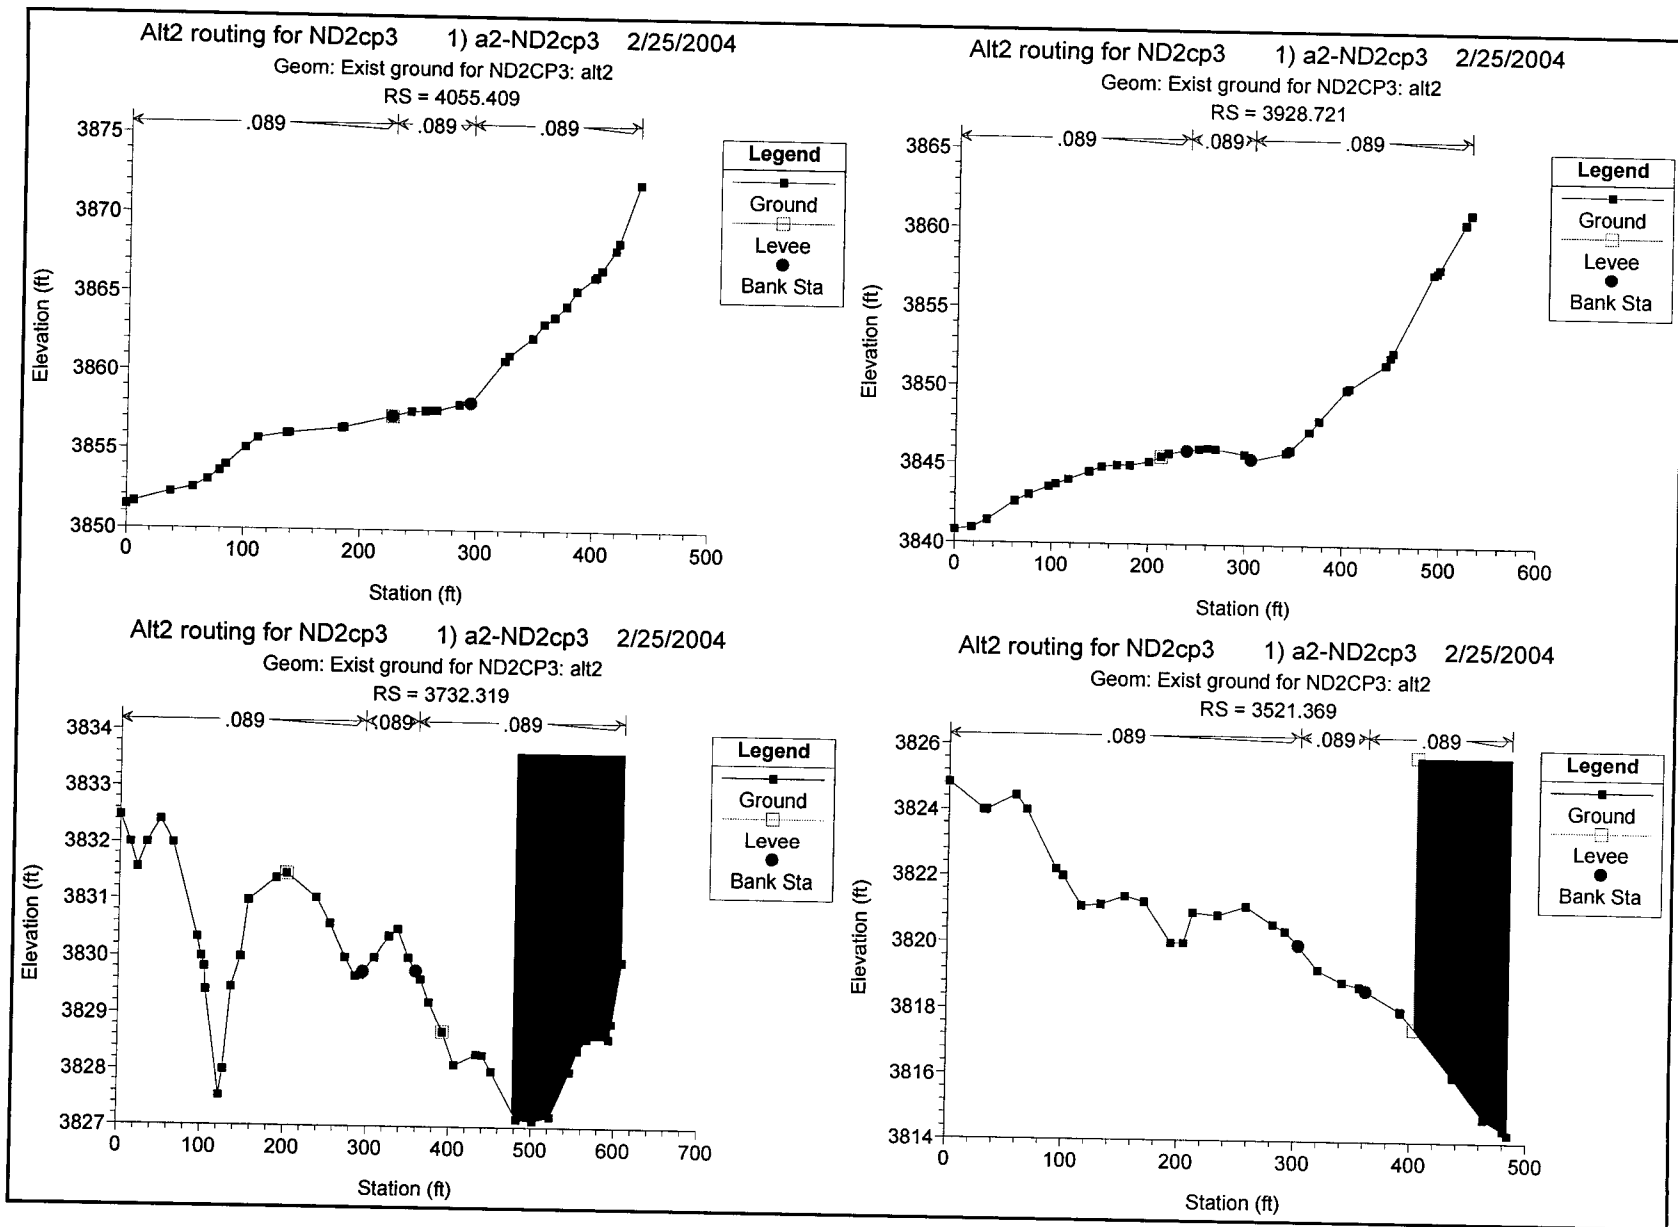 Alt2 routing for ND2cp3 1) a2-ND2cp3 2/25/2004
Geom: Exist ground for ND2CP3: alt2
RS = 4055.409
.089 .089 .089
3875
3870
3865
3860
3855
3850
Elevation (ft)
0 100 200 300 400 500
Station (ft)
Legend
Ground
Levee
Bank Sta
Alt2 routing for ND2cp3 1) a2-ND2cp3 2/25/2004
Geom: Exist ground for ND2CP3: alt2
RS = 3928.721
.089 .089 .089
3865
3860
3855
3850
3845
3840
Elevation (ft)
0 100 200 300 400 500 600
Station (ft)
Legend
Ground
Levee
Bank Sta
Alt2 routing for ND2cp3 1) a2-ND2cp3 2/25/2004
Geom: Exist ground for ND2CP3: alt2
RS = 3732.319
.089 .089 .089
3834
3833
3832
3831
3830
3829
3828
3827
Elevation (ft)
0 100 200 300 400 500 600 700
Station (ft)
Legend
Ground
Levee
Bank Sta
Alt2 routing for ND2cp3 1) a2-ND2cp3 2/25/2004
Geom: Exist ground for ND2CP3: alt2
RS = 3521.369
.089 .089 .089
3826
3824
3822
3820
3818
3816
3814
Elevation (ft)
0 100 200 300 400 500
Station (ft)
Legend
Ground
Levee
Bank Sta